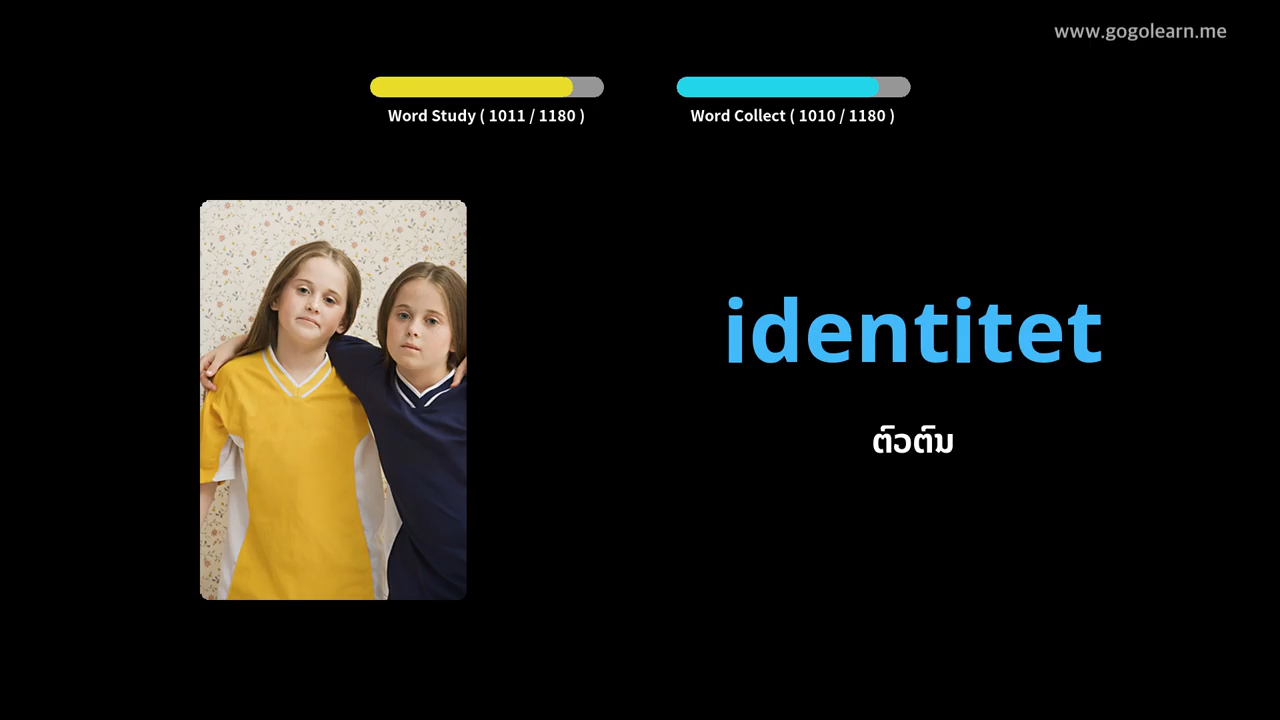 www.gogolearn.me
Word Study ( 1011 / 1180 )
Word Collect ( 1010 / 1180 )
identitet
ຕົວຕົນ